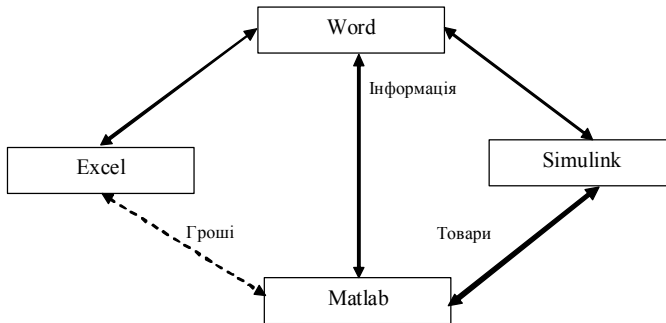 Word
Інформація
Excel
Simulink
Гроші
Товари
Matlab